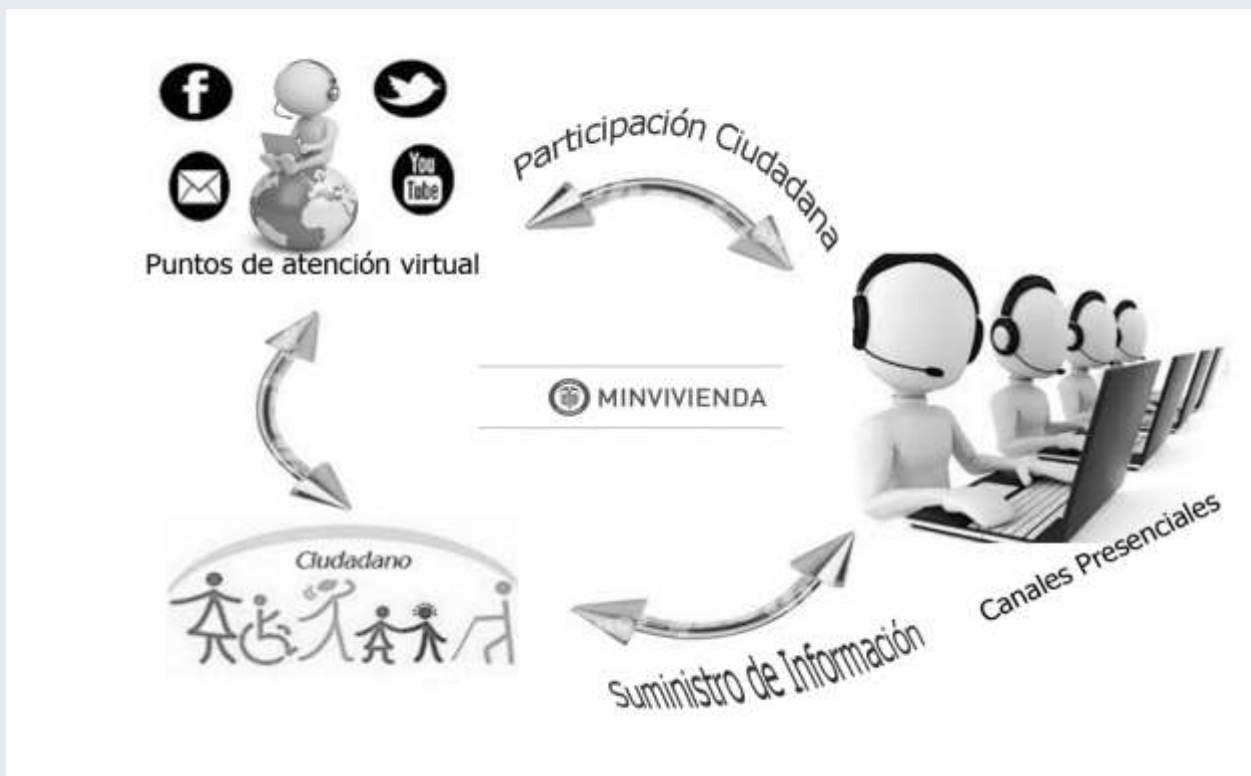 f
You
Tube
Puntos de atención virtual
Participación Ciudadana
MINVIVIENDA
Ciudadano
Canales Presenciales
Suministro de Información